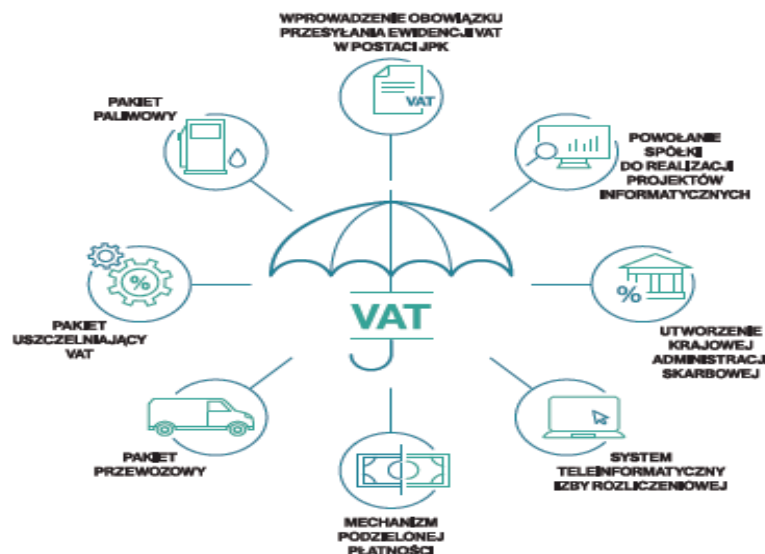 WPROWADZENIE OBOWIĄZKU
PRZESYŁANIA EWIDENCJI VAT
W POSTACI JPK
VAT
PAKIET
PALIWOWY
POWOŁANIE
SPÓŁKI
DO REALIZACJI
PROJEKTÓW
INFORMATYCZNYCH
%
PAKIET
USZCZELNIAJĄCY
VAT
VAT
%
UTWORZENIE
KRAJOWEJ
ADMINISTRACJI
SKARBOWEJ
PAKIET
PRZEWOZOWY
SYSTEM
TELEINFORMATYCZNY
IZBY ROZLICZENIOWEJ
MECHANIZM
PODZIELONEJ
PŁATNOŚCI